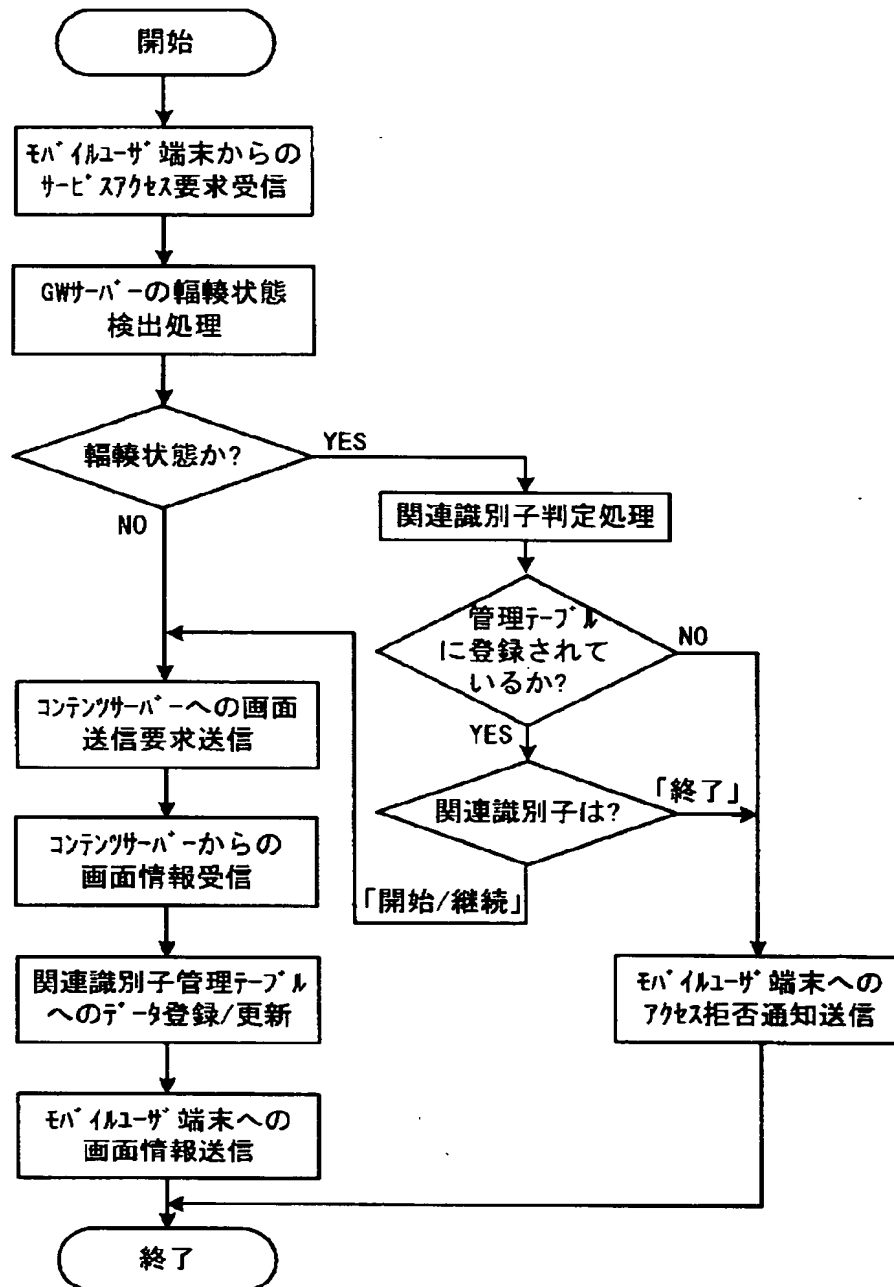 開始
モバイルユーザ端末からの
サービスアクセス要求受信
GWサーバーの輻輳状態
検出処理
輻輳状態か?
YES
NO
関連識別子判定処理
管理テーブル
に登録されて
いるか?
NO
YES
関連識別子は?
「終了」
「開始/継続」
コンテンツサーバーへの画面
送信要求送信
コンテンツサーバーからの
画面情報受信
関連識別子管理テーブル
へのデータ登録/更新
モバイルユーザ端末への
画面情報送信
モバイルユーザ端末への
アクセス拒否通知送信
終了